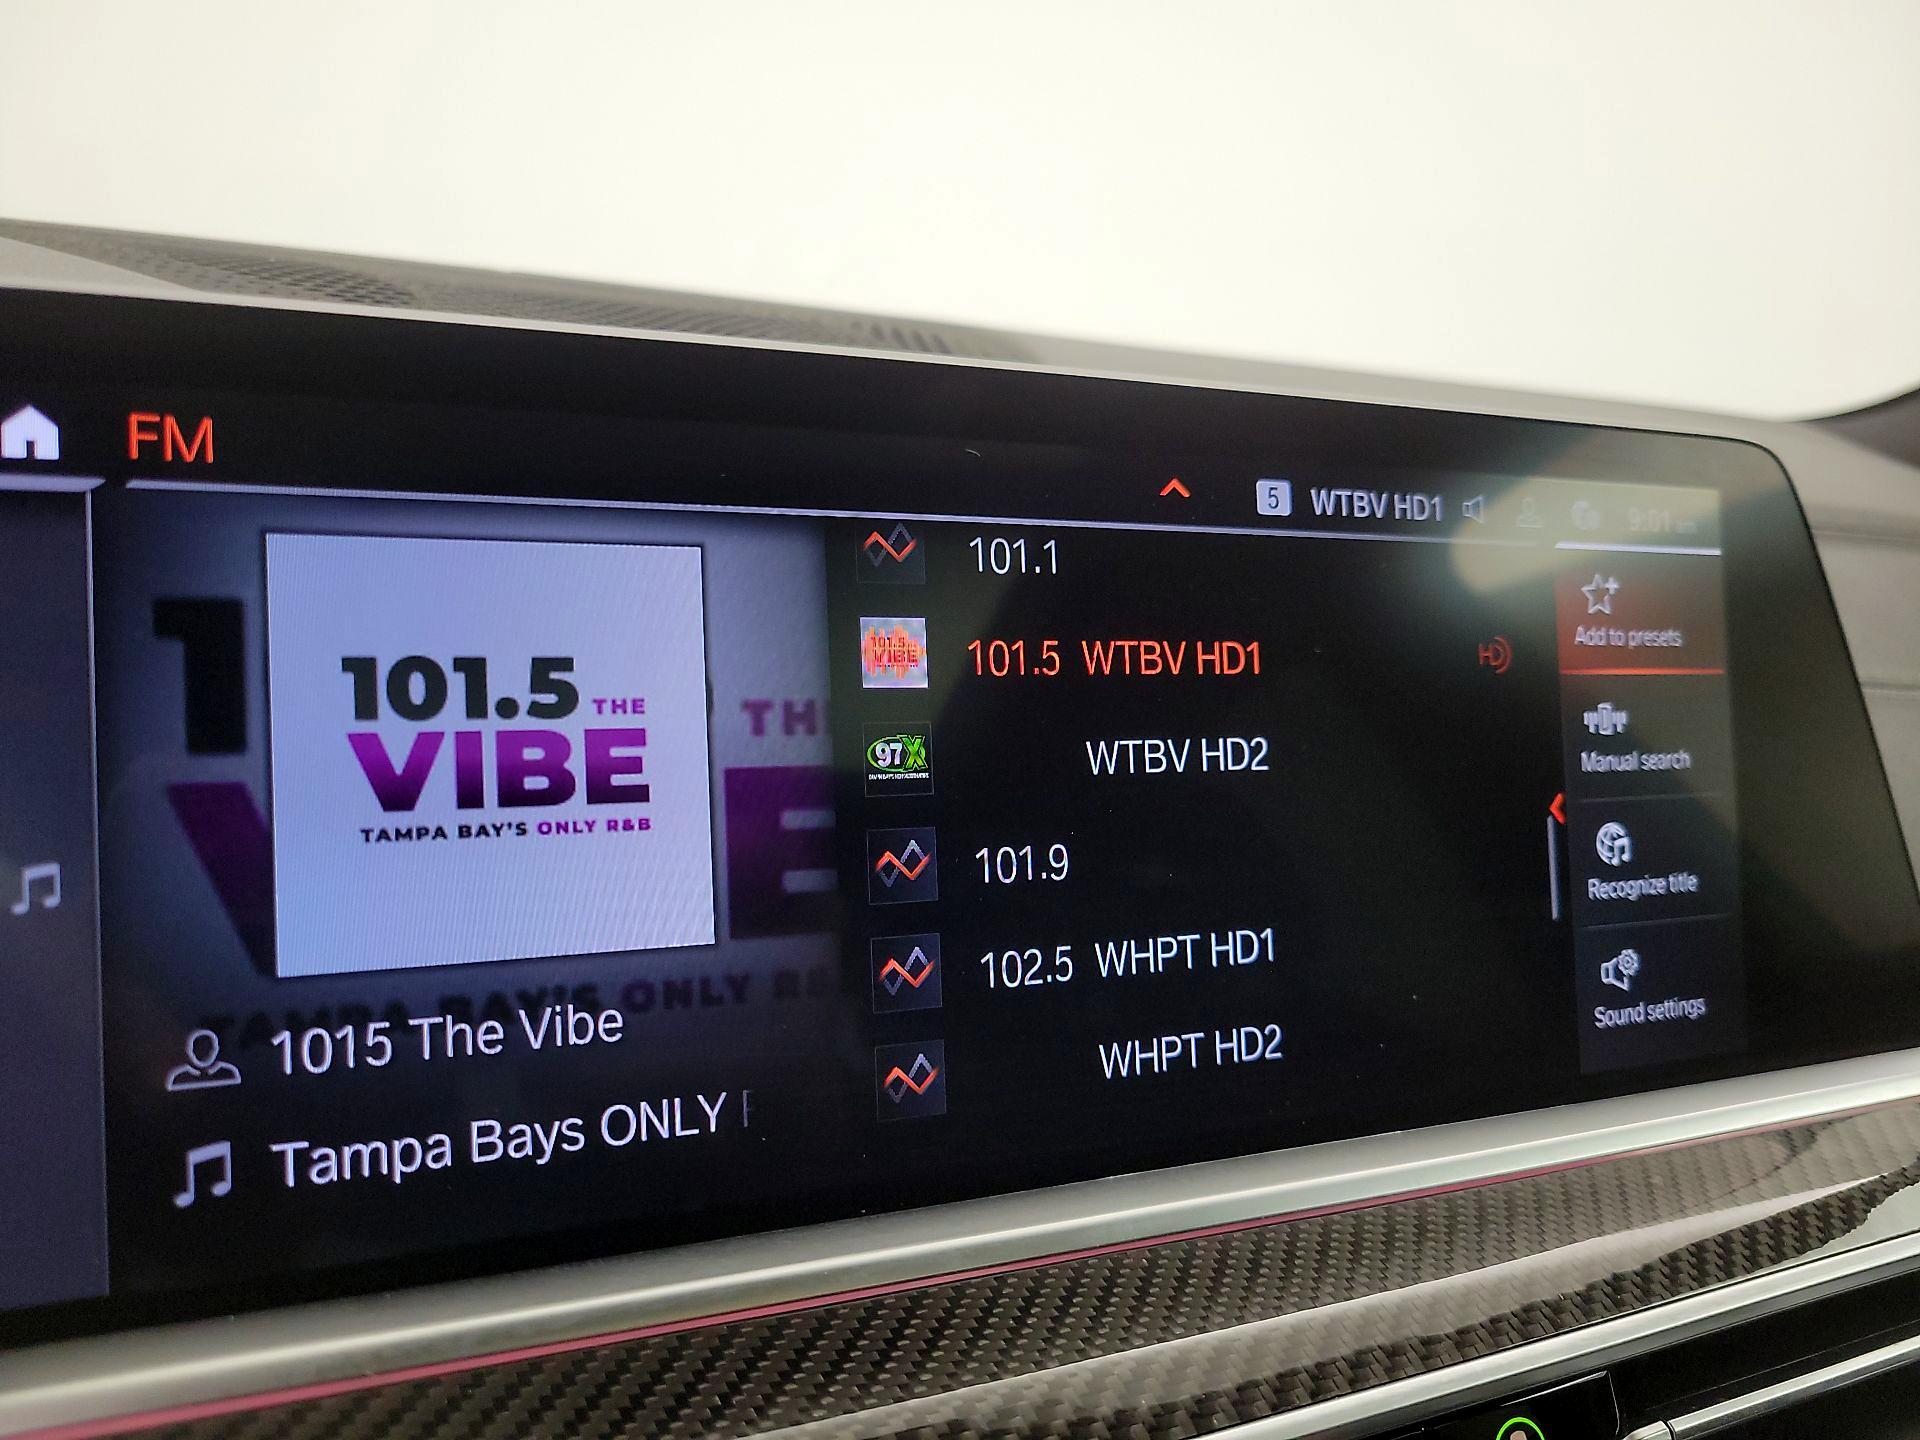 FM
5 WTBV HD1 9:01
101.5 THE
VIBE
TAMPA BAY'S ONLY R&B
1015 The Vibe
Tampa Bays ONLY
101.1
101.5 WTBV HD1 HD
WTBV HD2
97X
101.9
102.5 WHPT HD1
WHPT HD2
Add to presets
Manual search
Recognize title
Sound settings